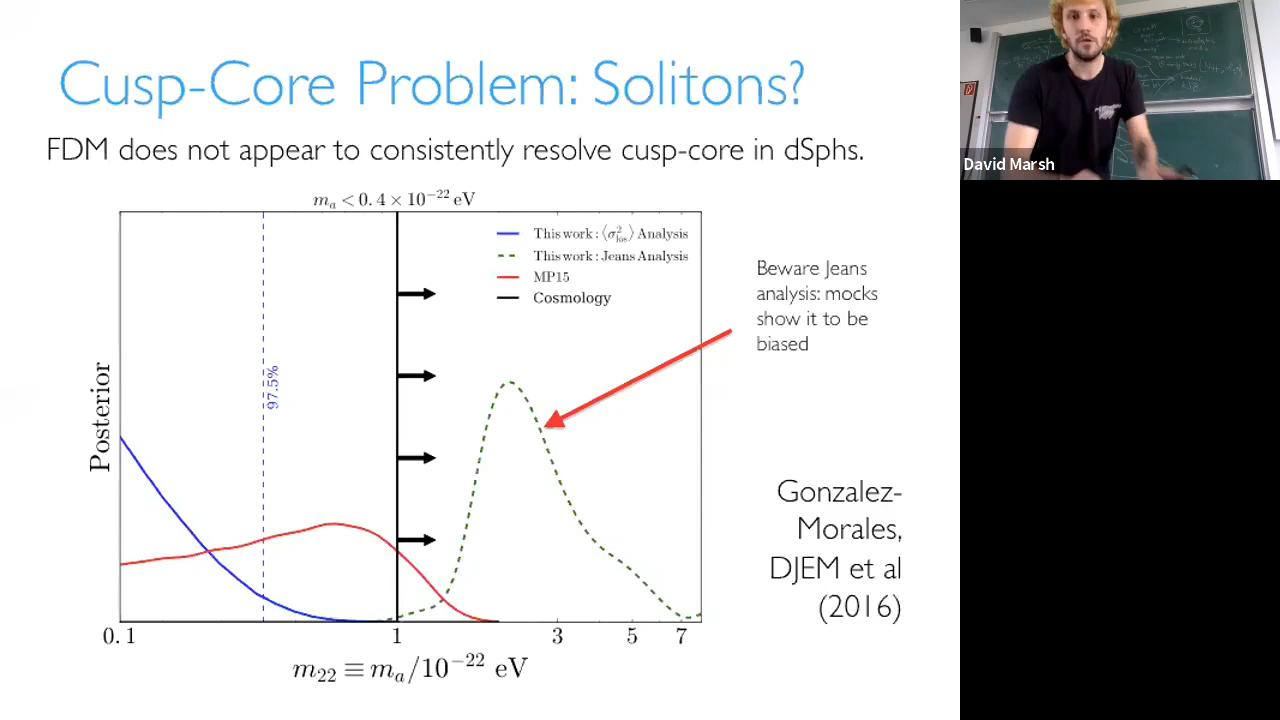 Cusp-Core Problem: Solitons?
FDM does not appear to consistently resolve cusp-core in dSphs.
m_a < 0.4 × 10^{-22} eV
This work : ⟨σ²_los⟩ Analysis
This work : Jeans Analysis
MP15
Cosmology
97.5%
Posterior
0.1 1 3 5 7
m_{22} ≡ m_a/10^{-22} eV
Beware Jeans
analysis: mocks
show it to be
biased
Gonzalez-
Morales,
DJEM et al
(2016)
David Marsh